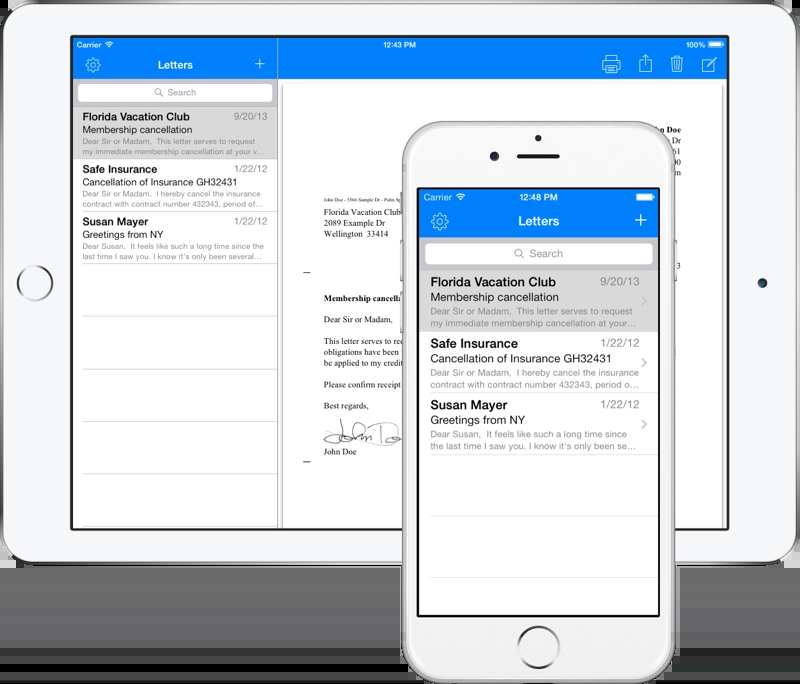 Carrier 12:43 PM 100%
Letters +
Search
Florida Vacation Club 9/20/13
Membership cancellation
Dear Sir or Madam, This letter serves to request
my immediate membership cancellation at your v…
Safe Insurance 1/22/12
Cancellation of Insurance GH32431
Dear Sir or Madam, I hereby cancel the insurance
contract with contract number 432343, period of…
Susan Mayer 1/22/12
Greetings from NY
Dear Susan, It feels like such a long time since the
last time I saw you. I know it's only been several…
Doe
Dr
John Doe - 5566 Sample Dr - Palm
Florida Vacation Club
2089 Example Dr
Wellington 33414
3
Membership
Dear Sir or Madam,
This letter serves to
obligations have been
be applied to my
Please confirm receipt
Best regards,
John
John Doe
Carrier 12:48 PM
Letters +
Search
Florida Vacation Club 9/20/13
Membership cancellation
Dear Sir or Madam, This letter serves to request
my immediate membership cancellation at your…
Safe Insurance 1/22/12
Cancellation of Insurance GH32431
Dear Sir or Madam, I hereby cancel the insurance
contract with contract number 432343, period o…
Susan Mayer 1/22/12
Greetings from NY
Dear Susan, It feels like such a long time since
the last time I saw you. I know it's only been se…